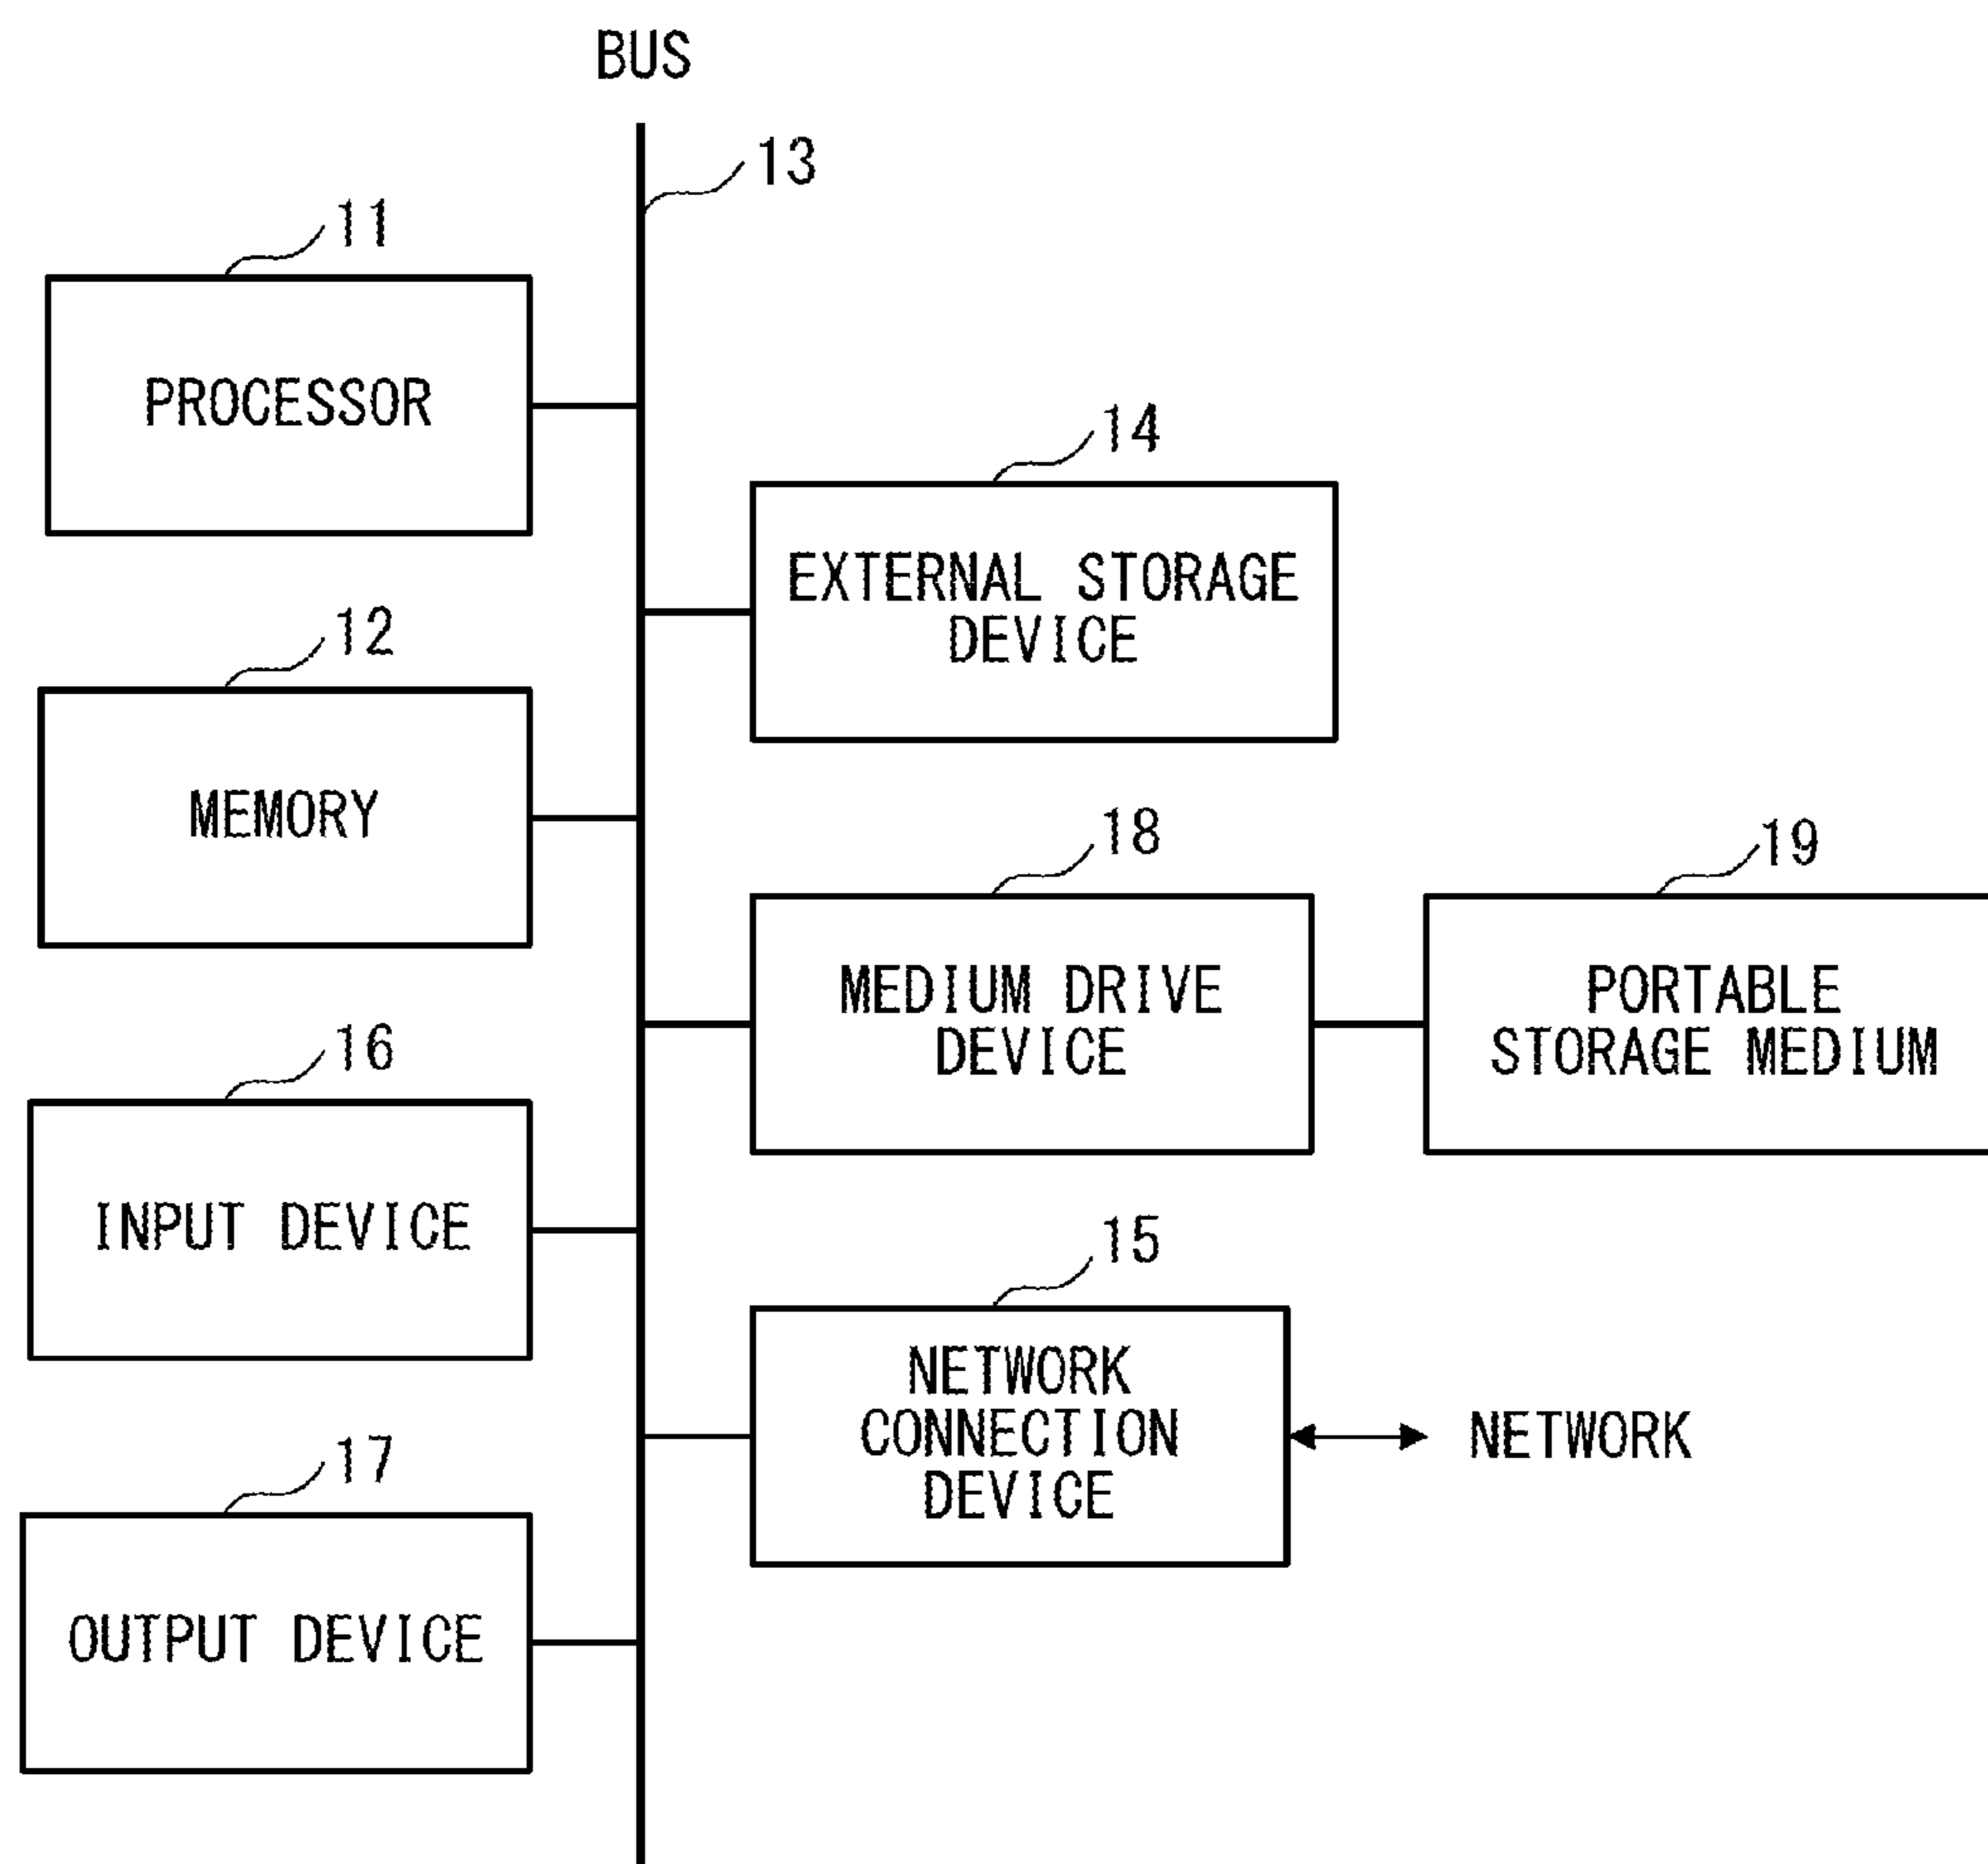 BUS
13
11
PROCESSOR
14
EXTERNAL STORAGE
DEVICE
12
MEMORY
18
MEDIUM DRIVE
DEVICE
19
PORTABLE
STORAGE MEDIUM
16
INPUT DEVICE
15
NETWORK
CONNECTION
DEVICE
NETWORK
17
OUTPUT DEVICE